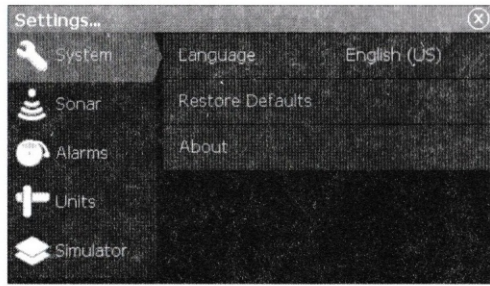 Settings...
System
Language English (US)
Sonar
Restore Defaults
Alarms
About
Units
Simulator